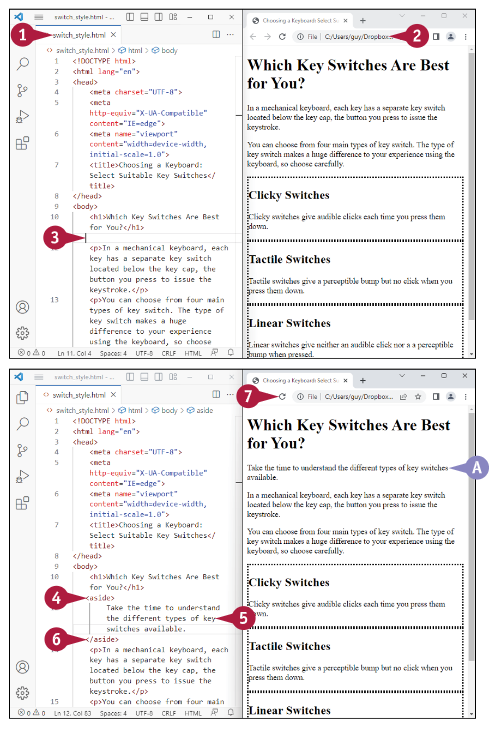 switch_style.html - ...
switch_style.html
switch_style.html > html > body
1 <!DOCTYPE html>
2 <html lang="en">
3 <head>
4 <meta charset="UTF-8">
5 <meta
http-equiv="X-UA-Compatible"
content="IE=edge">
6 <meta name="viewport"
content="width=device-width,
initial-scale=1.0">
7 <title>Choosing a Keyboard:
Select Suitable Key Switches</
title>
8 </head>
9 <body>
10 <h1>Which Key Switches Are Best
for You?</h1>
<p>In a mechanical keyboard, each
key has a separate key switch
located below the key cap, the
button you press to issue the
keystroke.</p>
13 <p>You can choose from four main
types of key switch. The type of
key switch makes a huge
difference to your experience
using the keyboard, so choose
0 0 Ln 11, Col 4 Spaces: 4 UTF-8 CRLF HTML
1
2
3
Choosing a Keyboard: Select Sui
File C:/Users/guy/Dropbox...
Which Key Switches Are Best
for You?
In a mechanical keyboard, each key has a separate key switch
located below the key cap, the button you press to issue the
keystroke.
You can choose from four main types of key switch. The type of
key switch makes a huge difference to your experience using the
keyboard, so choose carefully.
Clicky Switches
Clicky switches give audible clicks each time you press them
down.
Tactile Switches
Tactile switches give a perceptible bump but no click when you
press them down.
Linear Switches
Linear switches give neither an audible click nor a a perceptible
bump when pressed.
switch_style.html - ...
switch_style.html
switch_style.html > html > body > aside
1 <!DOCTYPE html>
2 <html lang="en">
3 <head>
4 <meta charset="UTF-8">
5 <meta
http-equiv="X-UA-Compatible"
content="IE=edge">
6 <meta name="viewport"
content="width=device-width,
initial-scale=1.0">
7 <title>Choosing a Keyboard:
Select Suitable Key Switches</
title>
8 </head>
9 <body>
10 <h1>Which Key Switches Are Best
for You?</h1>
<aside>
Take the time to understand
the different types of key
switches available.
</aside>
<p>In a mechanical keyboard, each
key has a separate key switch
located below the key cap, the
button you press to issue the
keystroke.</p>
15 <p>You can choose from four main
0 0 Ln 12, Col 83 Spaces: 4 UTF-8 CRLF HTML
4
5
6
7
A
Choosing a Keyboard: Select Sui
File C:/Users/guy/Dropbox...
Which Key Switches Are Best
for You?
Take the time to understand the different types of key switches
available.
In a mechanical keyboard, each key has a separate key switch
located below the key cap, the button you press to issue the
keystroke.
You can choose from four main types of key switch. The type of
key switch makes a huge difference to your experience using the
keyboard, so choose carefully.
Clicky Switches
Clicky switches give audible clicks each time you press them
down.
Tactile Switches
Tactile switches give a perceptible bump but no click when you
press them down.
Linear Switches